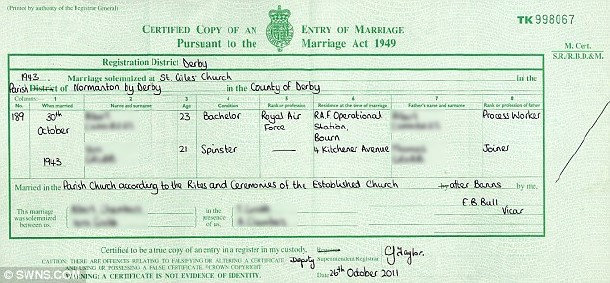 (Printed by authority of the Registrar General)
CERTIFIED COPY OF AN ENTRY OF MARRIAGE
Pursuant to the Marriage Act 1949
TK 998067
M. Cert.
S.R./R.B.D.& M.
Registration District Derby
1943. Marriage solemnized at St. Giles' Church in the
Parish District of Normanton by Derby in the County of Derby
Columns 1 2 3 4 5 6 7 8
No. When married Name and surname Age Condition Rank or profession Residence at the time of marriage Father's name and surname Rank or profession of father
189 30th 23 Bachelor Royal Air R.A.F. Operational Process Worker
October Force Station,
Bourn
21 Spinster 4 Kitchener Avenue Joiner
1943
Married in the Parish Church according to the Rites and Ceremonies of the Established Church after Banns by me,
This marriage was solemnized between us,
in the presence of us.
F.B. Bull
Vicar
Certified to be a true copy of an entry in a register in my custody,
Deputy Superintendent Registrar
CAUTION: THERE ARE OFFENCES RELATING TO FALSIFYING OR ALTERING A CERTIFICATE
AND USING OR POSSESSING A FALSE CERTIFICATE. CROWN COPYRIGHT
WARNING: A CERTIFICATE IS NOT EVIDENCE OF IDENTITY.
Date 26th October 2011
© SWNS.com